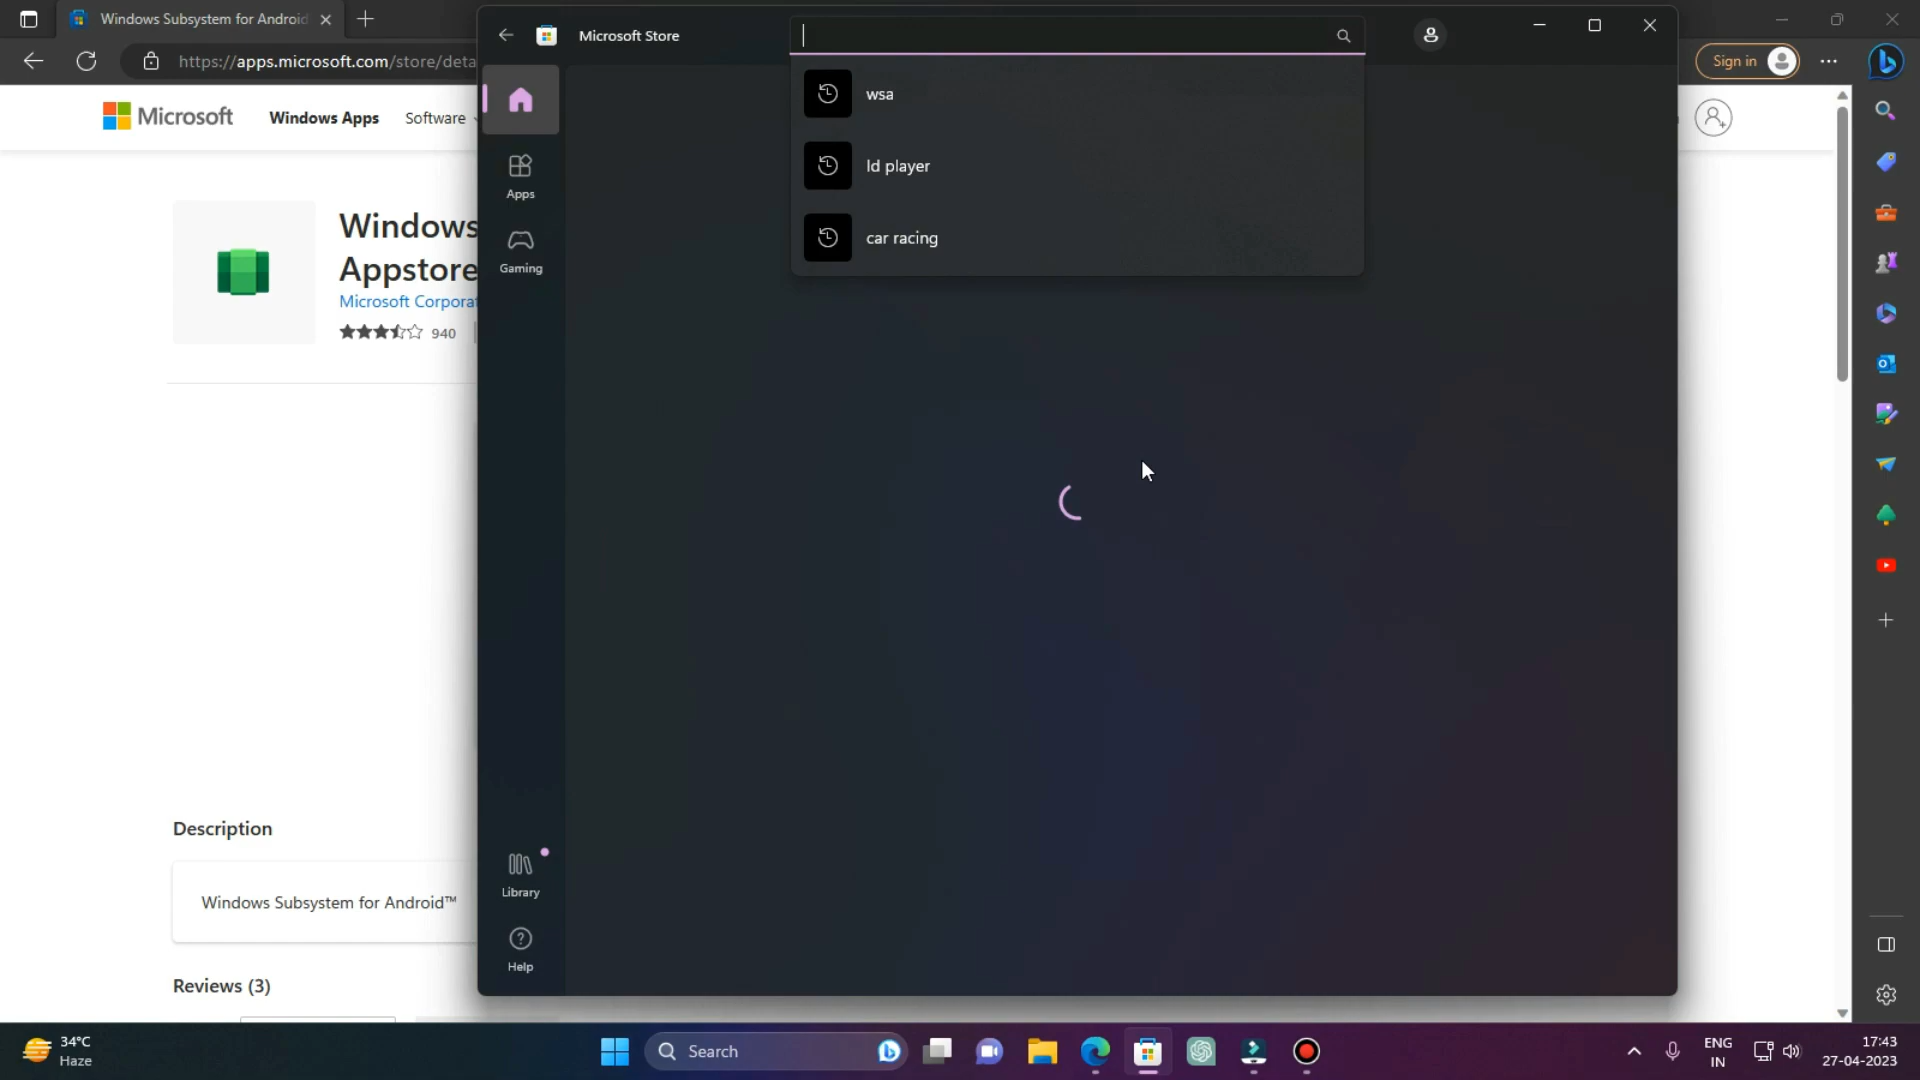 Windows Subsystem for Android
https://apps.microsoft.com/store/deta
Sign in
Microsoft
Windows Apps
Software
Windows
Appstore
Microsoft Corporat
940
Description
Windows Subsystem for Android™
Reviews (3)
Microsoft Store
wsa
ld player
car racing
Apps
Gaming
Library
Help
34°C
Haze
Search
ENG
IN
17:43
27-04-2023